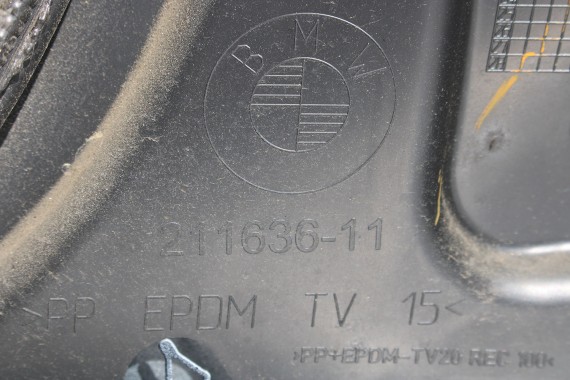 BMW
211636-11
>PP EPDM TV 15<
>PP+EPDM-TV20 REC 100<